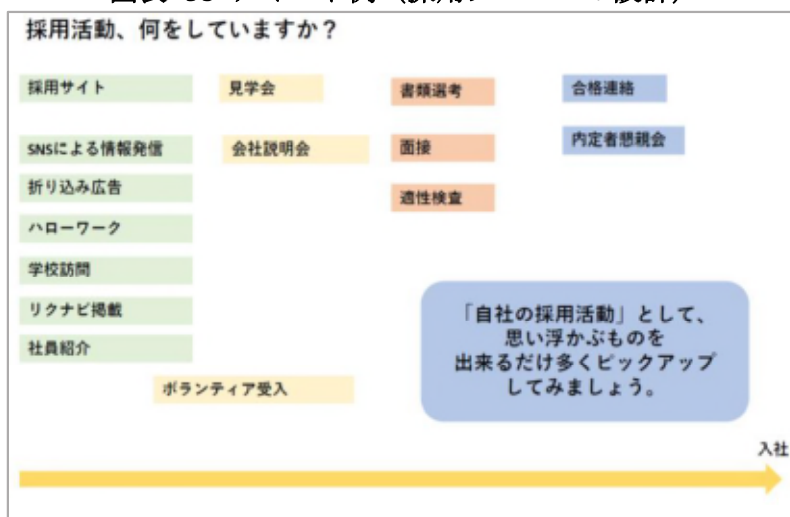 採用活動、何をしていますか？
採用サイト
見学会
書類選考
合格連絡
SNSによる情報発信
会社説明会
面接
内定者懇親会
折り込み広告
適性検査
ハローワーク
学校訪問
リクナビ掲載
社員紹介
ボランティア受入
「自社の採用活動」として、
思い浮かぶものを
出来るだけ多くピックアップ
してみましょう。
入社